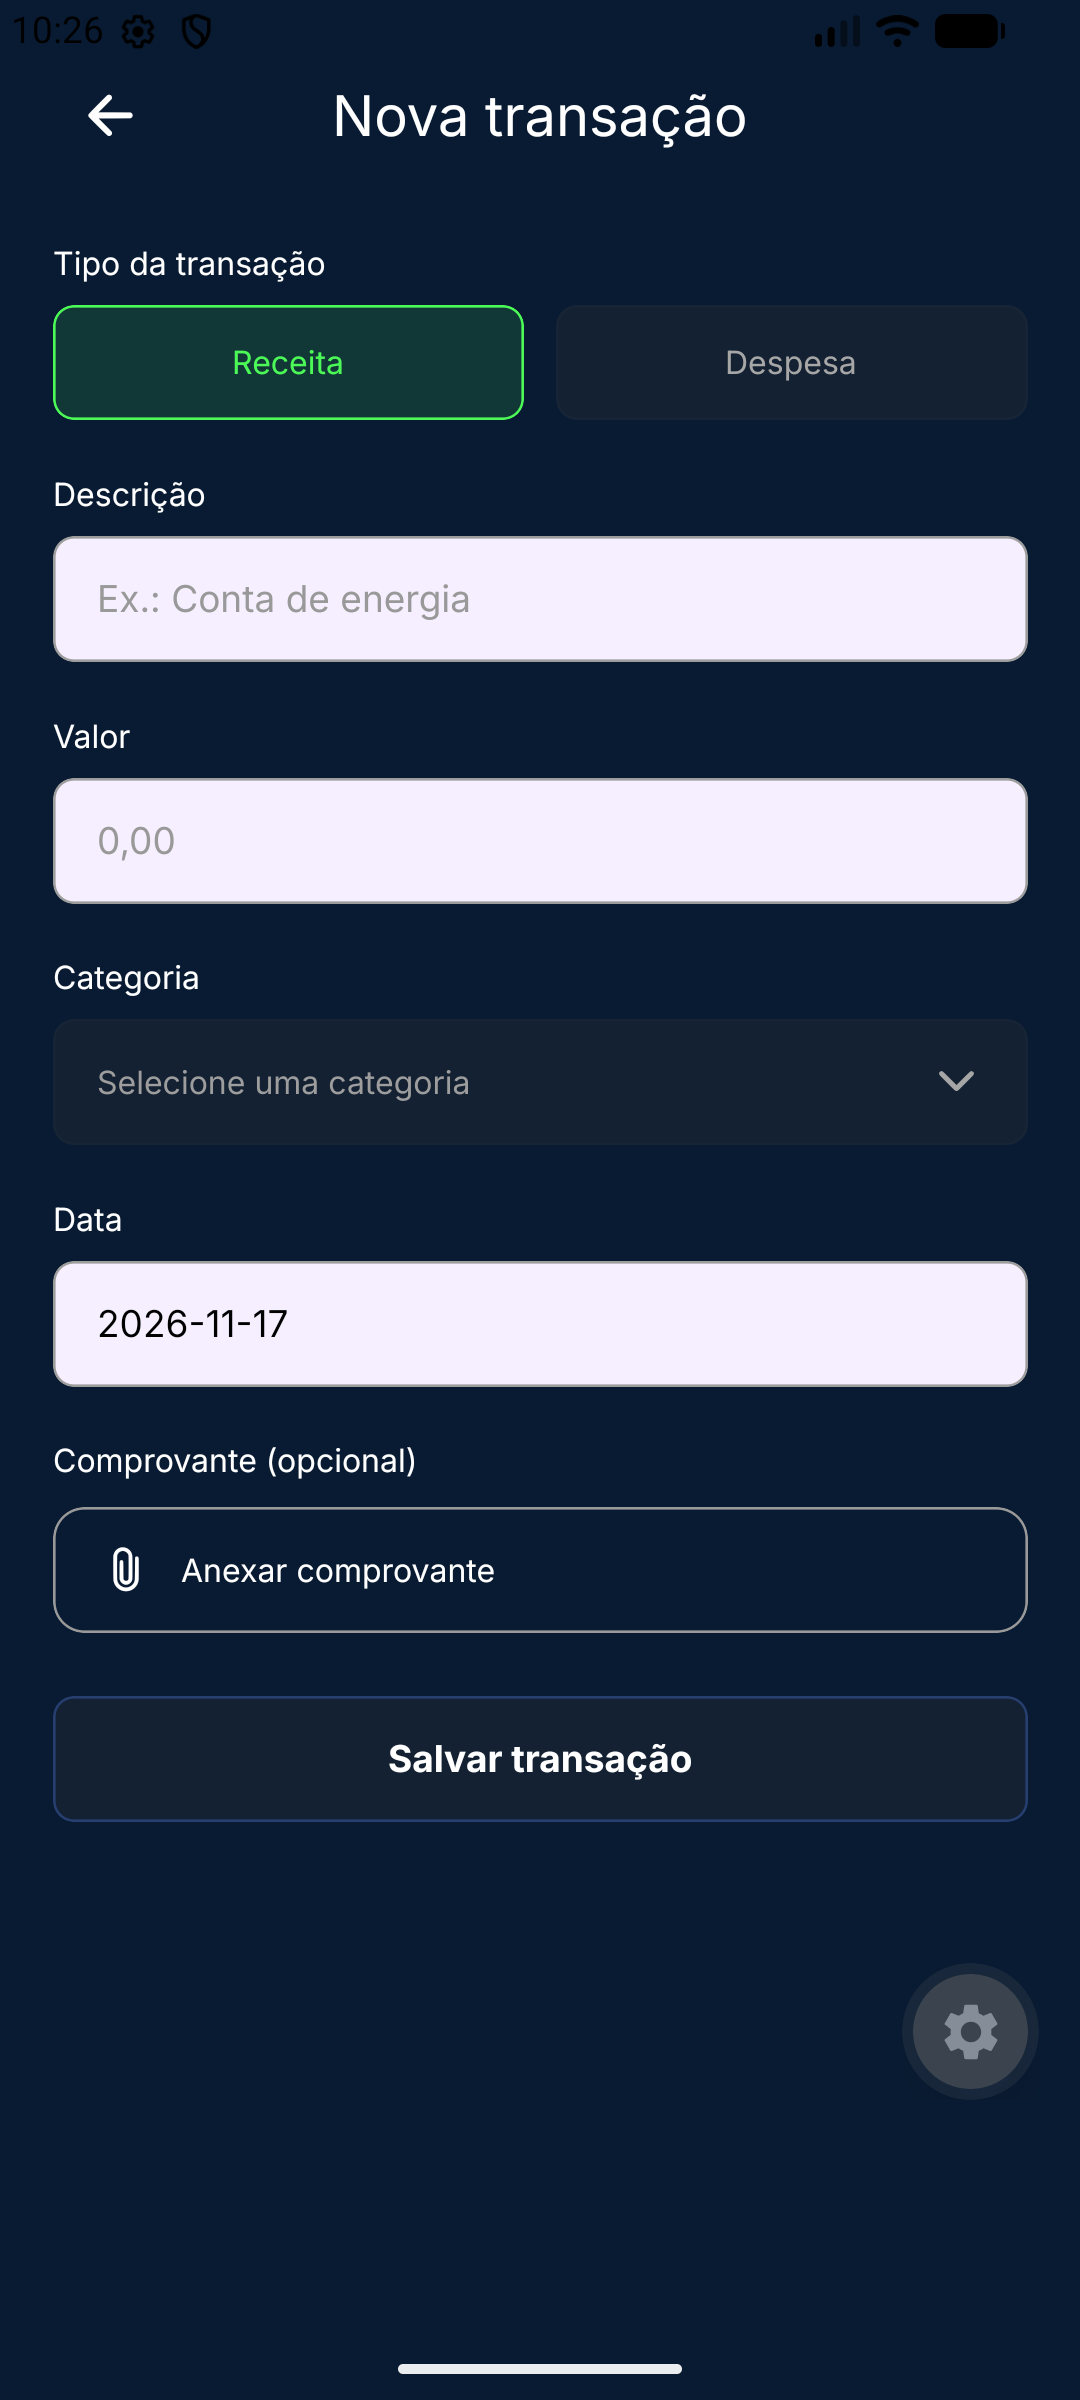 10:26
Nova transação
Tipo da transação
Receita
Despesa
Descrição
Ex.: Conta de energia
Valor
0,00
Categoria
Selecione uma categoria
Data
2026-11-17
Comprovante (opcional)
Anexar comprovante
Salvar transação